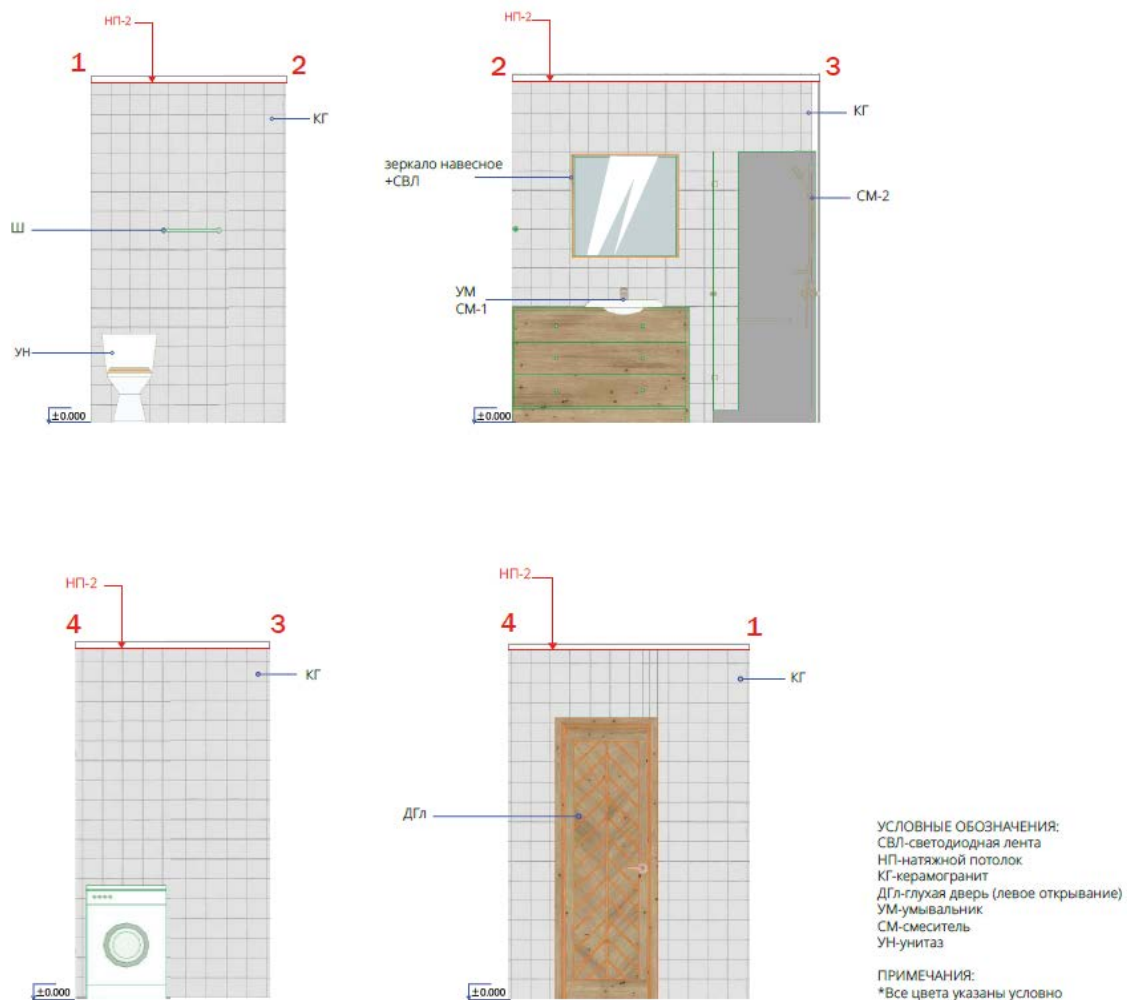 НП-2
1
2
КГ
Ш
УН
±0.000
НП-2
2
3
КГ
зеркало навесное
+СВЛ
СМ-2
УМ
СМ-1
±0.000
НП-2
4
3
КГ
±0.000
НП-2
4
1
КГ
ДГл
±0.000
УСЛОВНЫЕ ОБОЗНАЧЕНИЯ:
СВЛ-светодиодная лента
НП-натяжной потолок
КГ-керамогранит
ДГл-глухая дверь (левое открывание)
УМ-умывальник
СМ-смеситель
УН-унитаз
ПРИМЕЧАНИЯ:
*Все цвета указаны условно